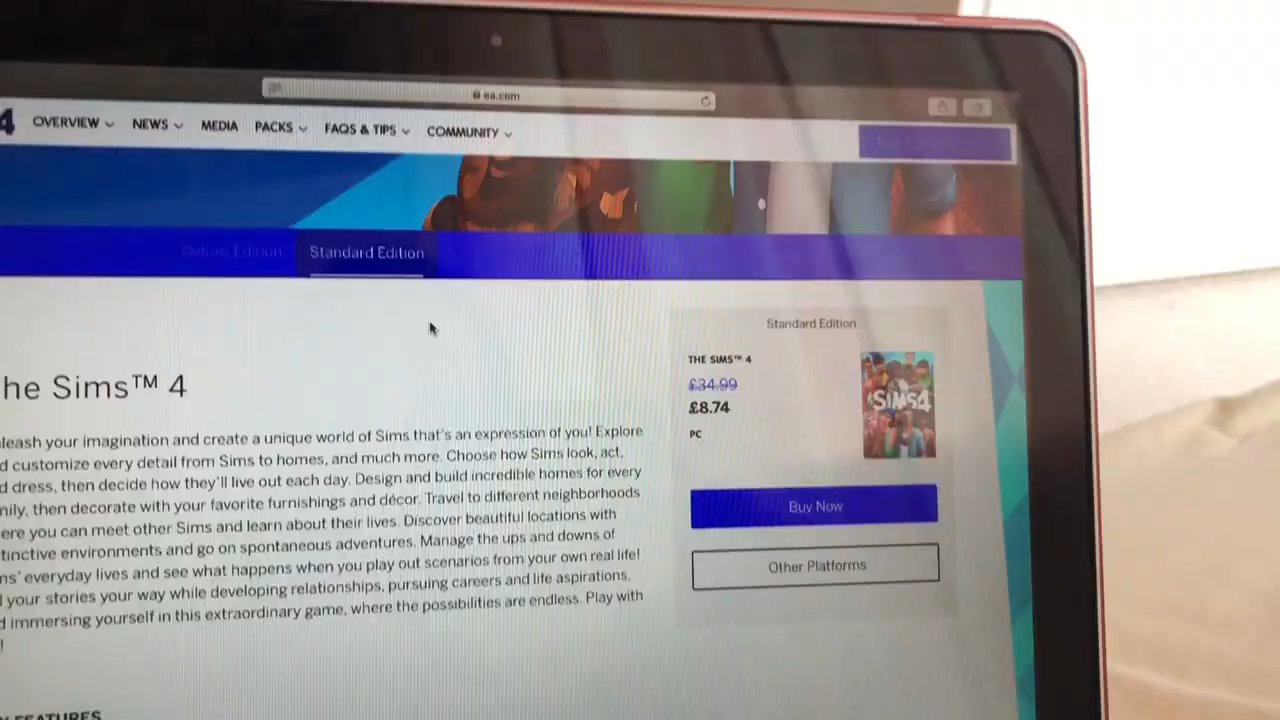 ea.com
4 OVERVIEW NEWS MEDIA PACKS FAQS & TIPS COMMUNITY
Deluxe Edition Standard Edition
Standard Edition
THE SIMS™ 4
£34.99
£8.74
PC
SIMS4
Buy Now
Other Platforms
he Sims™ 4
leash your imagination and create a unique world of Sims that's an expression of you! Explore
d customize every detail from Sims to homes, and much more. Choose how Sims look, act,
d dress, then decide how they'll live out each day. Design and build incredible homes for every
mily, then decorate with your favorite furnishings and décor. Travel to different neighborhoods
ere you can meet other Sims and learn about their lives. Discover beautiful locations with
tinctive environments and go on spontaneous adventures. Manage the ups and downs of
ms' everyday lives and see what happens when you play out scenarios from your own real life!
l your stories your way while developing relationships, pursuing careers and life aspirations,
d immersing yourself in this extraordinary game, where the possibilities are endless. Play with
!
FEATURES